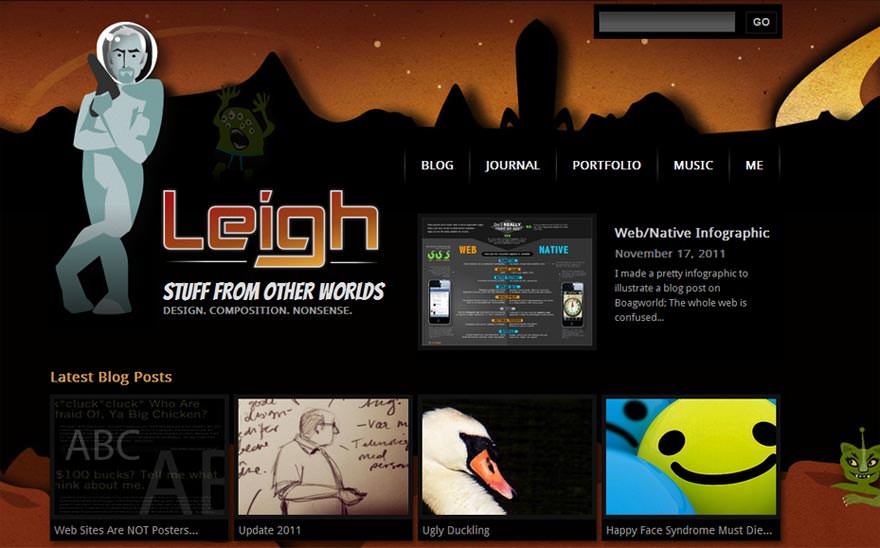 GO
BLOG
JOURNAL
PORTFOLIO
MUSIC
ME
Leigh
STUFF FROM OTHER WORLDS
DESIGN. COMPOSITION. NONSENSE.
WEB
NATIVE
Web/Native Infographic
November 17, 2011
I made a pretty infographic to
illustrate a blog post on
Boagworld; The whole web is
confused...
Latest Blog Posts
*cluck* *cluck* Who Are
fraid Of, Ya Big Chicken?
ABC
AB
$100 bucks? Tell me what
hink about me.
Web Sites Are NOT Posters...
Update 2011
Ugly Duckling
Happy Face Syndrome Must Die...